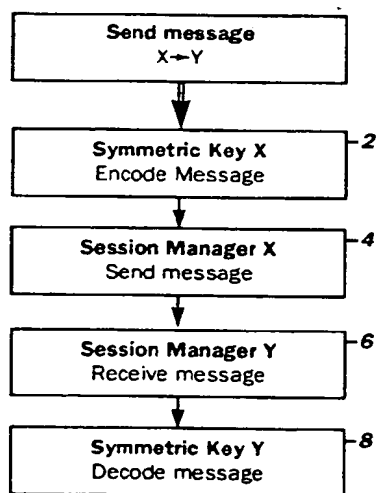 Send message
X→Y
Symmetric Key X
Encode Message
2
Session Manager X
Send message
4
Session Manager Y
Receive message
6
Symmetric Key Y
Decode message
8